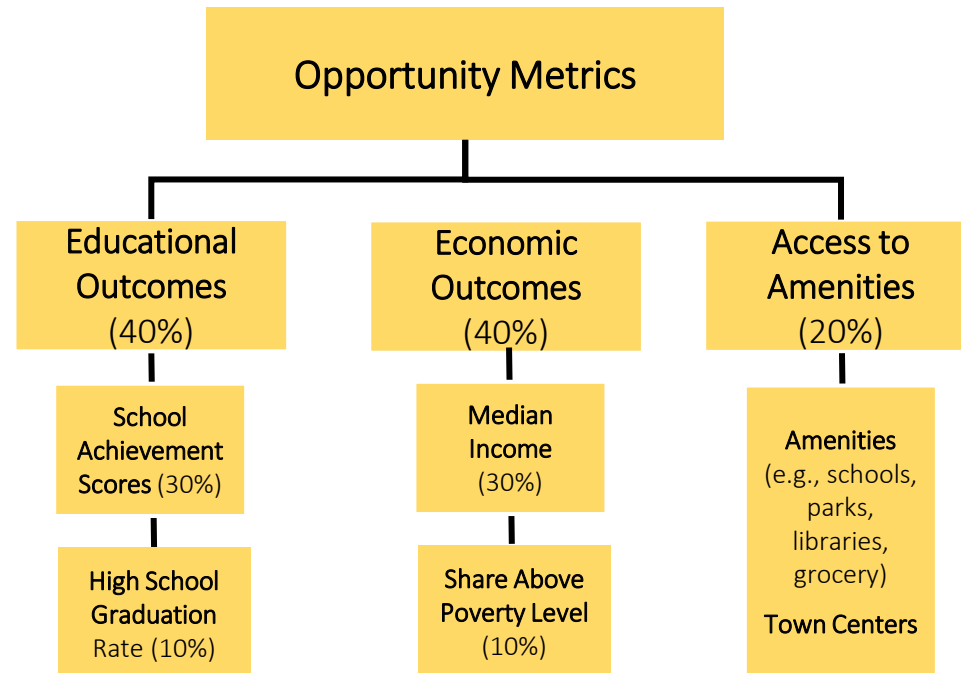 Opportunity Metrics
Educational
Outcomes
(40%)
School
Achievement
Scores (30%)
High School
Graduation
Rate (10%)
Economic
Outcomes
(40%)
Median
Income
(30%)
Share Above
Poverty Level
(10%)
Access to
Amenities
(20%)
Amenities
(e.g., schools,
parks,
libraries,
grocery)
Town Centers